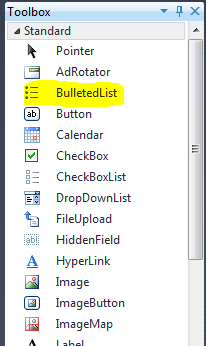 Toolbox
Standard
Pointer
AdRotator
BulletedList
Button
Calendar
CheckBox
CheckBoxList
DropDownList
FileUpload
HiddenField
HyperLink
Image
ImageButton
ImageMap
Label